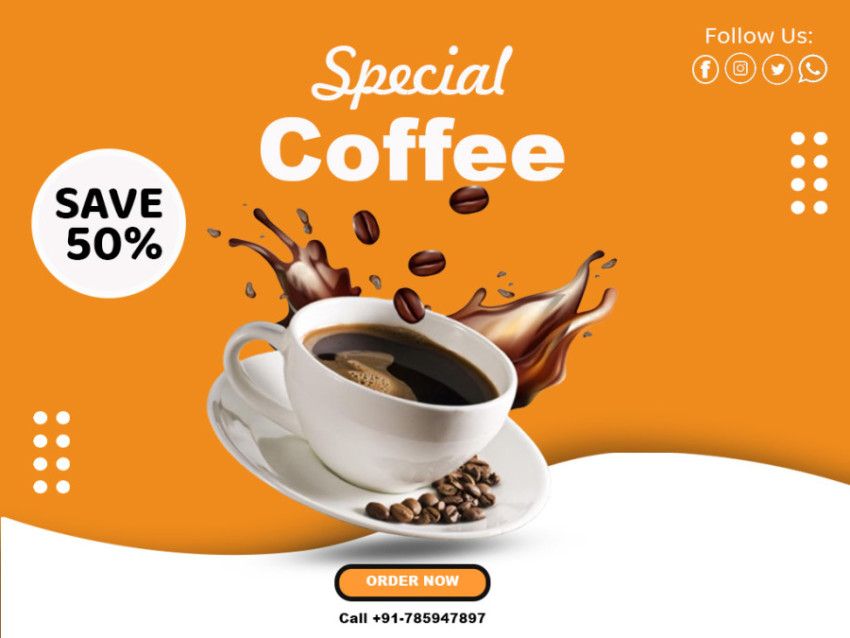 Follow Us:
Special
Coffee
SAVE
50%
ORDER NOW
Call +91-785947897